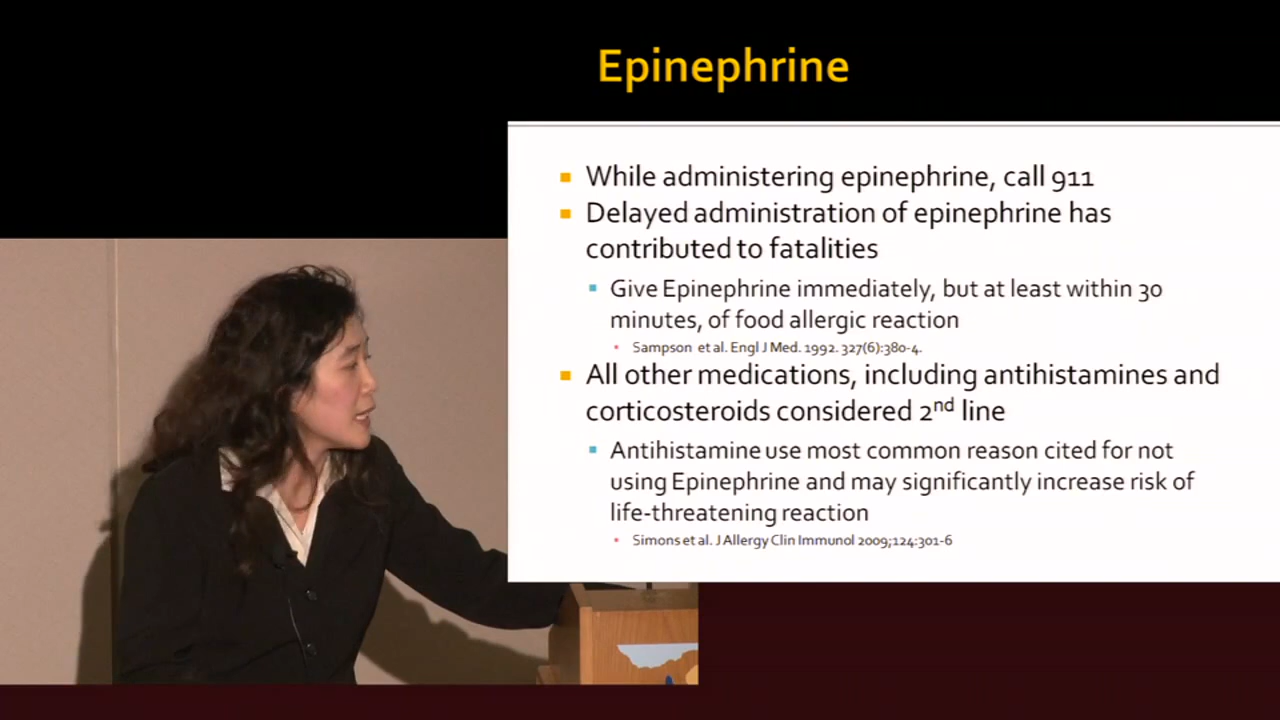 Epinephrine
While administering epinephrine, call 911
Delayed administration of epinephrine has
contributed to fatalities
Give Epinephrine immediately, but at least within 30
minutes, of food allergic reaction
Sampson et al. Engl J Med. 1992. 327(6):380-4.
All other medications, including antihistamines and
corticosteroids considered 2nd line
Antihistamine use most common reason cited for not
using Epinephrine and may significantly increase risk of
life-threatening reaction
Simons et al. J Allergy Clin Immunol 2009;124:301-6